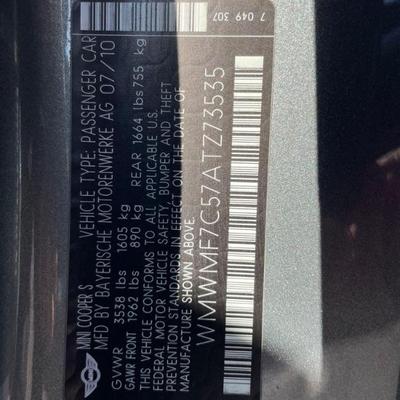 MINI COOPER S
VEHICLE TYPE: PASSENGER CAR
MFD BY BAYERISCHE MOTORENWERKE AG 07/10
GVWR 3538 lbs 1605 kg
GAWR FRONT 1962 lbs 890 kg REAR 1664 lbs 755 kg
THIS VEHICLE CONFORMS TO ALL APPLICABLE U.S.
FEDERAL MOTOR VEHICLE SAFETY, BUMPER AND THEFT
STANDARDS IN EFFECT ON THE DATE OF
MANUFACTURE SHOWN ABOVE.
WMWMF7C57ATZ73535
7 049 307